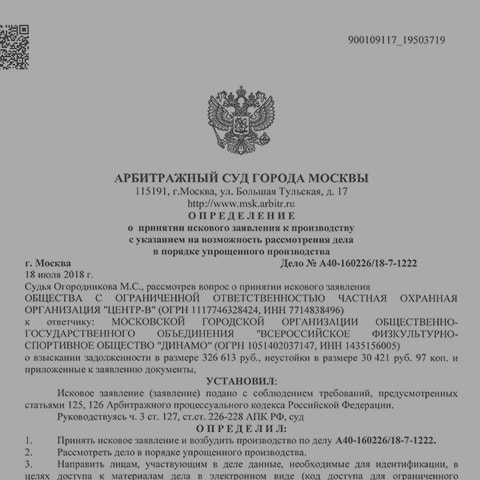 900109117_19503719
АРБИТРАЖНЫЙ СУД ГОРОДА МОСКВЫ
115191, г.Москва, ул. Большая Тульская, д. 17
http://www.msk.arbitr.ru
О П Р Е Д Е Л Е Н И Е
о принятии искового заявления к производству
с указанием на возможность рассмотрения дела
в порядке упрощенного производства
г. Москва Дело № А40-160226/18-7-1222
18 июля 2018 г.
Судья Огородникова М.С., рассмотрев вопрос о принятии искового заявления
ОБЩЕСТВА С ОГРАНИЧЕННОЙ ОТВЕТСТВЕННОСТЬЮ ЧАСТНАЯ ОХРАННАЯ
ОРГАНИЗАЦИЯ "ЦЕНТР-В" (ОГРН 1117746328424, ИНН 7714838496)
к ответчику: МОСКОВСКОЙ ГОРОДСКОЙ ОРГАНИЗАЦИИ ОБЩЕСТВЕННО-
ГОСУДАРСТВЕННОГО ОБЪЕДИНЕНИЯ "ВСЕРОССИЙСКОЕ ФИЗКУЛЬТУРНО-
СПОРТИВНОЕ ОБЩЕСТВО "ДИНАМО" (ОГРН 1051402037147, ИНН 1435156005)
о взыскании задолженности в размере 326 613 руб., неустойки в размере 30 421 руб. 97 коп. и
приложенные к заявлению документы,
УСТАНОВИЛ:
Исковое заявление (заявление) подано с соблюдением требований, предусмотренных
статьями 125, 126 Арбитражного процессуального кодекса Российской Федерации.
Руководствуясь ч. 3 ст. 127, ст.ст. 226-228 АПК РФ, суд
О П Р Е Д Е Л И Л :
1. Принять исковое заявление и возбудить производство по делу А40-160226/18-7-1222.
2. Рассмотреть дело в порядке упрощенного производства.
3. Направить лицам, участвующим в деле данные, необходимые для идентификации, в
целях доступа к материалам дела в электронном виде (код доступа для ограниченного